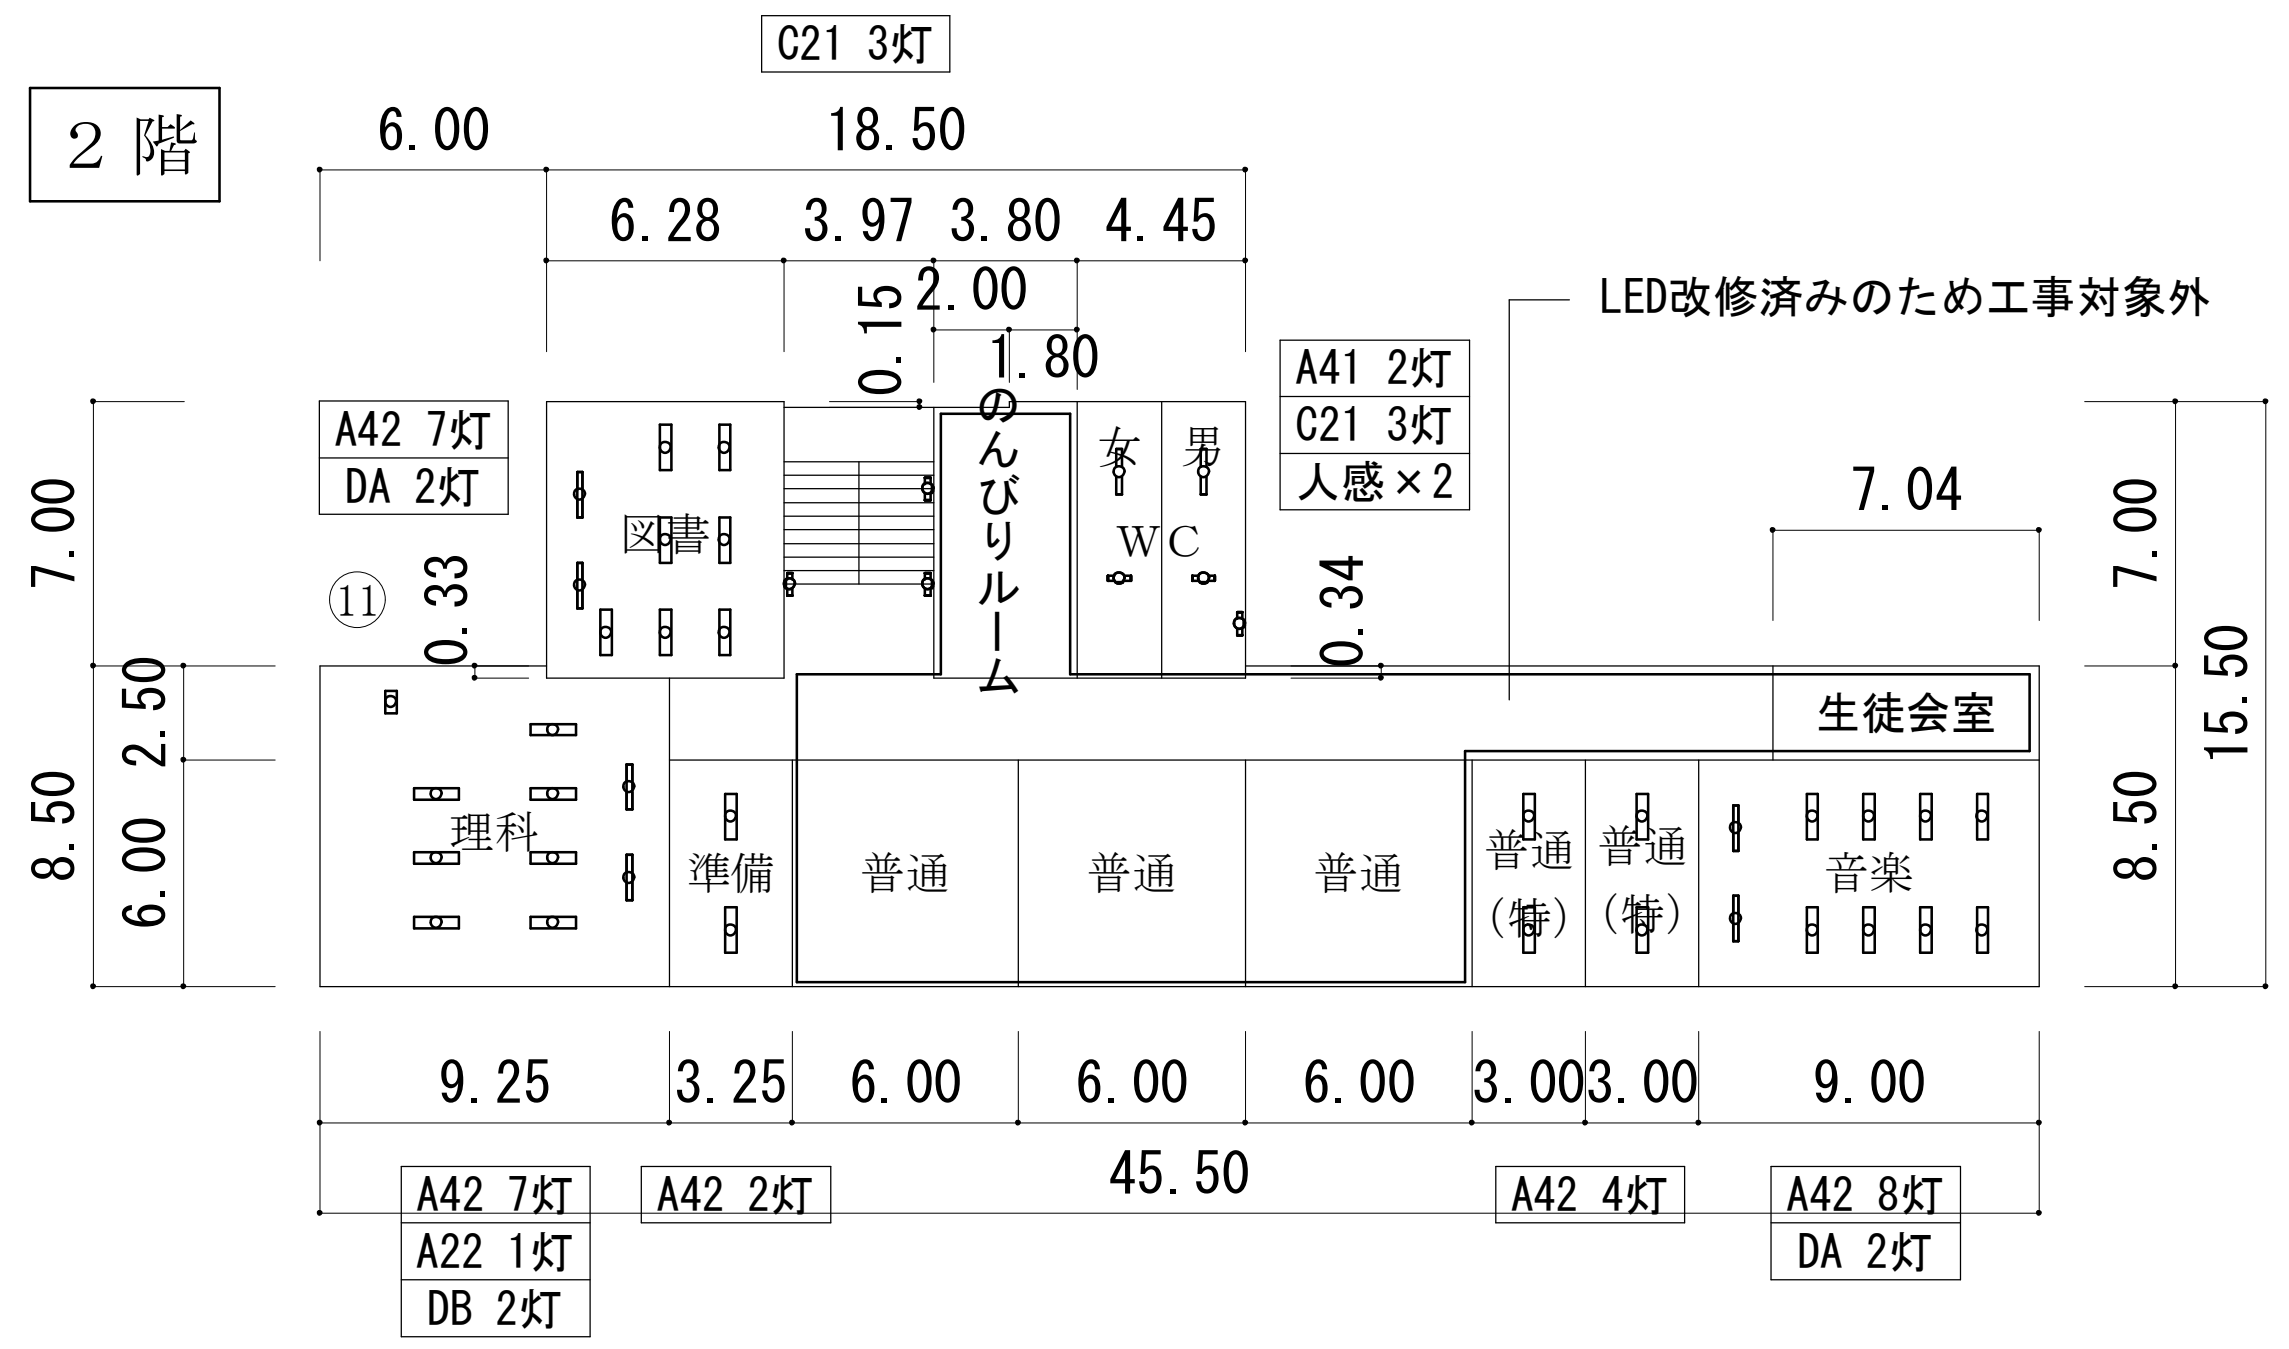 C21 3灯
2 階
6.00
18.50
6.28
3.97
3.80
4.45
0.15
2.00
1.80
LED改修済みのため工事対象外
A41 2灯
C21 3灯
人感×2
A42 7灯
DA 2灯
7.04
7.00
7.00
⑪
0.33
0.34
図書
のんびりルーム
女
男
WC
15.50
2.50
8.50
6.00
8.50
生徒会室
理科
準備
普通
普通
普通
普通
(特)
普通
(特)
音楽
9.25
3.25
6.00
6.00
6.00
3.00
3.00
9.00
45.50
A42 7灯
A22 1灯
DB 2灯
A42 2灯
A42 4灯
A42 8灯
DA 2灯